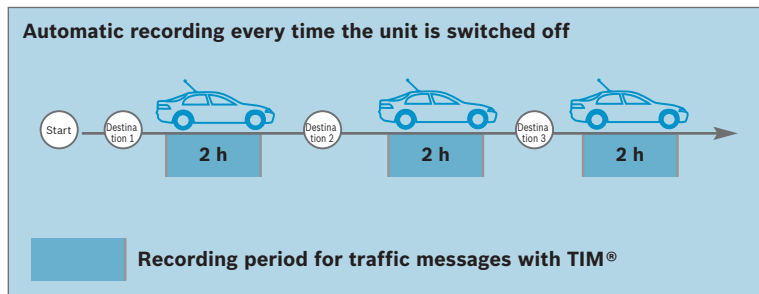 Automatic recording every time the unit is switched off
Start
Destina
tion 1
Destina
tion 2
Destina
tion 3
2 h
2 h
2 h
Recording period for traffic messages with TIM®